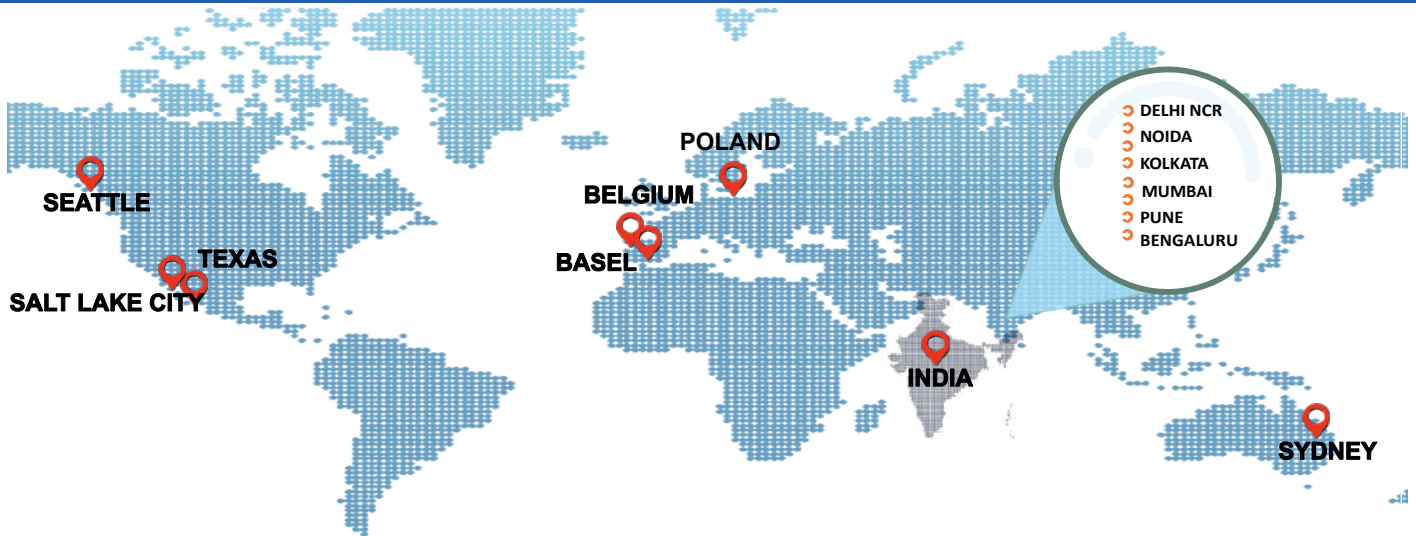 DELHI NCR
NOIDA
KOLKATA
MUMBAI
PUNE
BENGALURU
POLAND
BELGIUM
SEATTLE
BASEL
TEXAS
SALT LAKE CITY
INDIA
SYDNEY